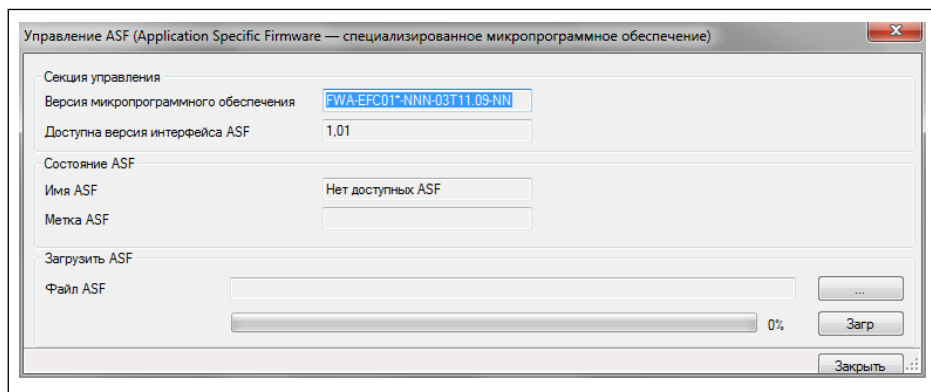 Управление ASF (Application Specific Firmware — специализированное микропрограммное обеспечение)
Секция управления
Версия микропрограммного обеспечения FWA-EFC01*-NNN-03T11.09-NN
Доступна версия интерфейса ASF 1,01
Состояние ASF
Имя ASF Нет доступных ASF
Метка ASF
Загрузить ASF
Файл ASF ...
0% Загр
Закрыть